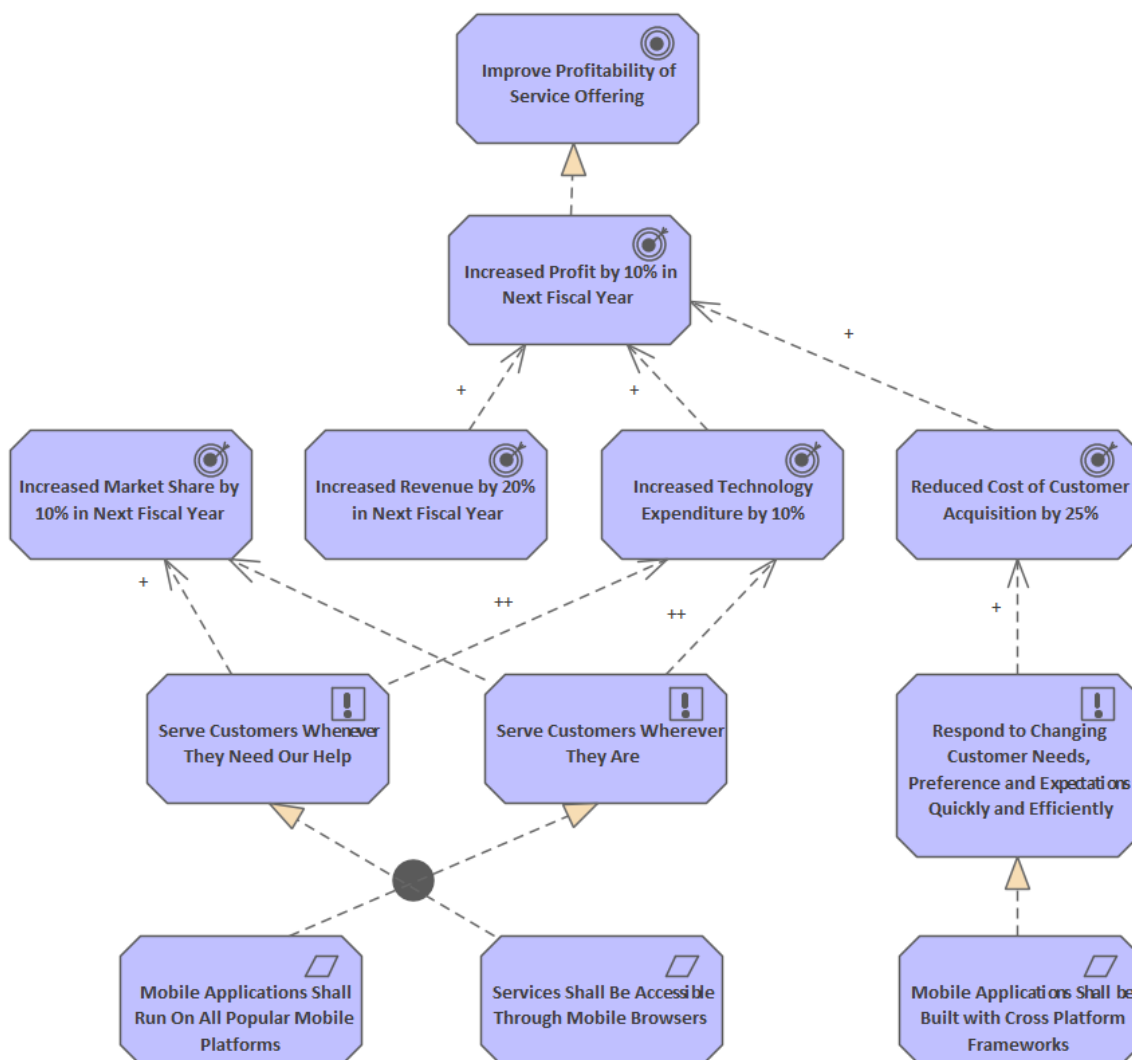 Improve Profitability of
Service Offering
Increased Profit by 10% in
Next Fiscal Year
+
+
+
Increased Market Share by
10% in Next Fiscal Year
Increased Revenue by 20%
in Next Fiscal Year
Increased Technology
Expenditure by 10%
Reduced Cost of Customer
Acquisition by 25%
+
++
++
+
Serve Customers Whenever
They Need Our Help
Serve Customers Wherever
They Are
Respond to Changing
Customer Needs,
Preference and Expectations
Quickly and Efficiently
Mobile Applications Shall
Run On All Popular Mobile
Platforms
Services Shall Be Accessible
Through Mobile Browsers
Mobile Applications Shall be
Built with Cross Platform
Frameworks